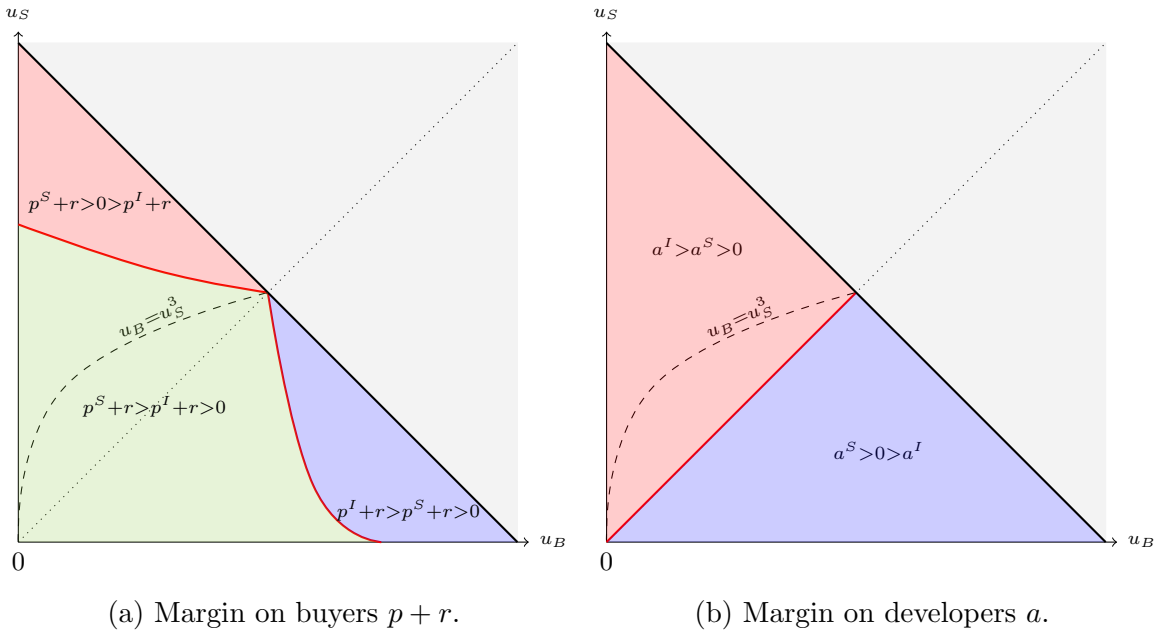 u_S
p^S+r>0>p^I+r
u_B=u_S^3
p^S+r>p^I+r>0
p^I+r>p^S+r>0
u_B
0
(a) Margin on buyers p + r.
u_S
a^I>a^S>0
u_B=u_S^3
a^S>0>a^I
u_B
0
(b) Margin on developers a.